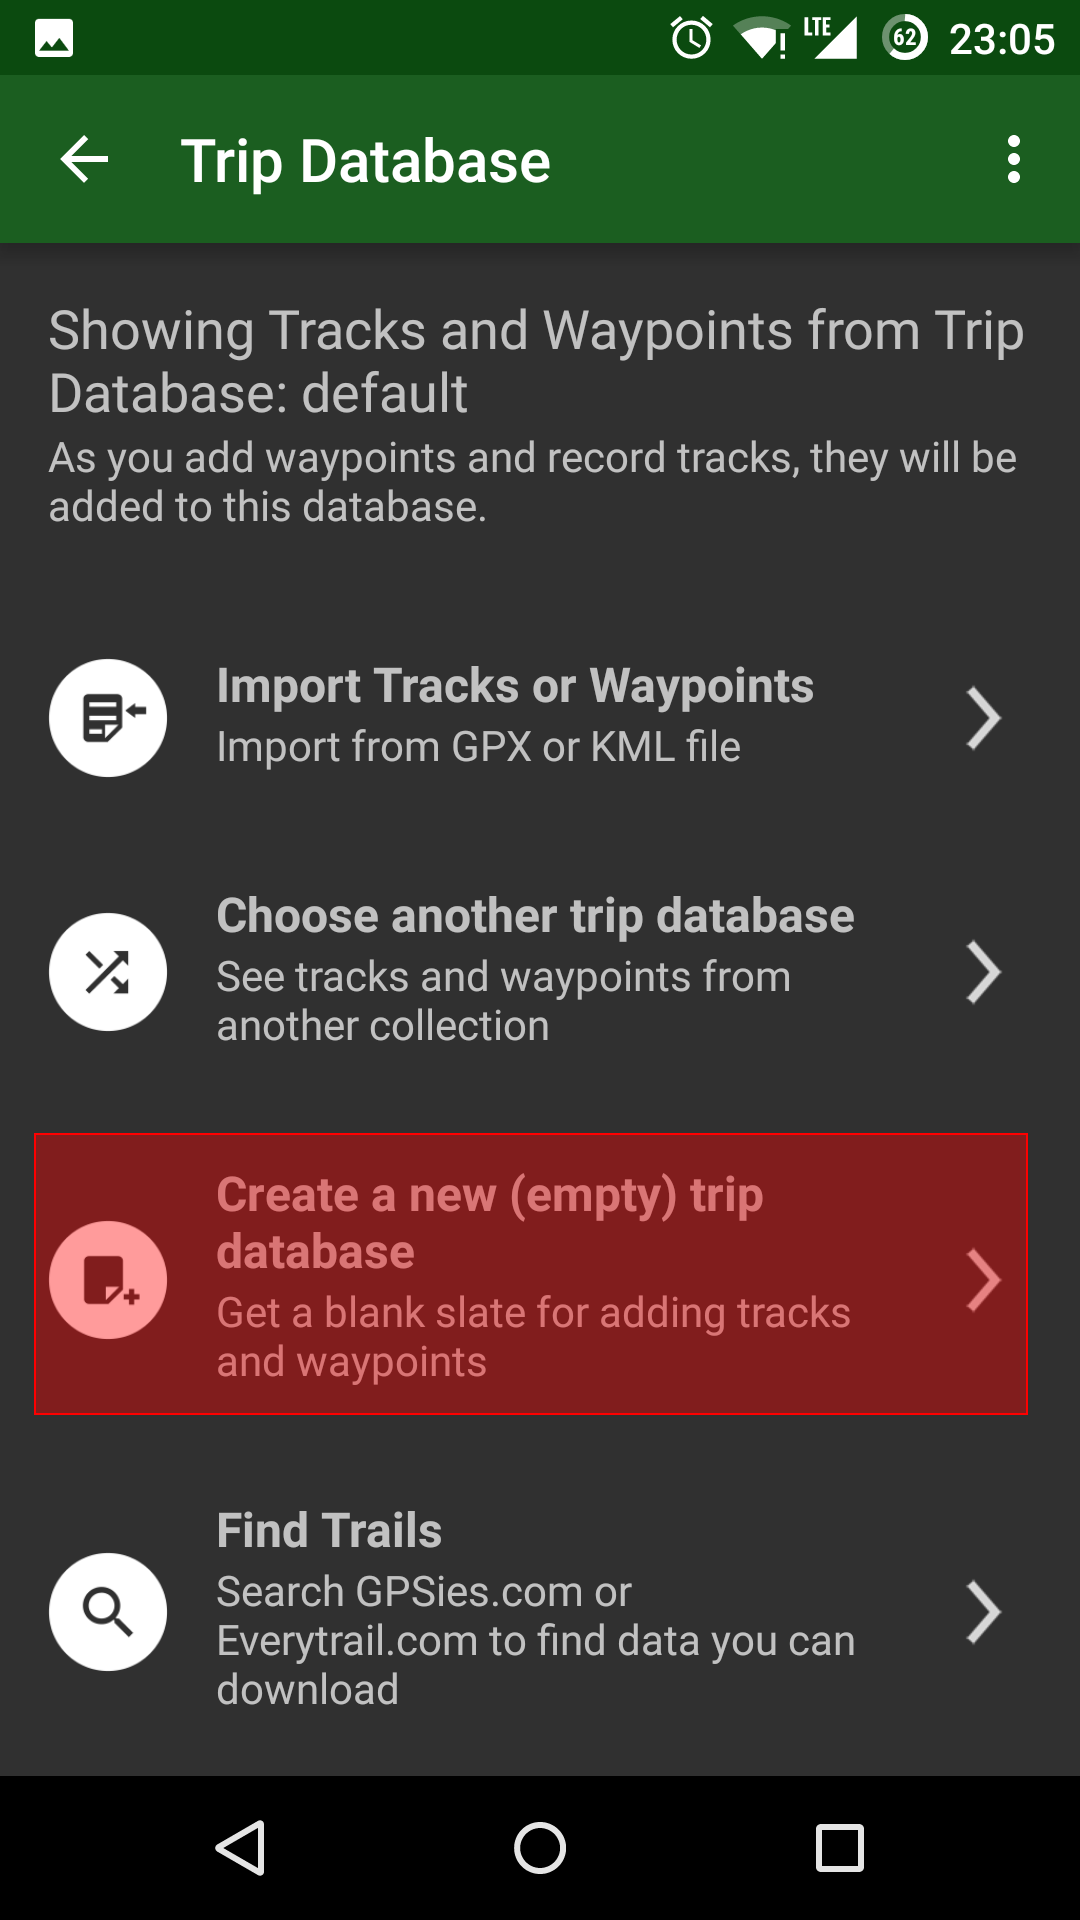 LTE 62 23:05
Trip Database
Showing Tracks and Waypoints from Trip
Database: default
As you add waypoints and record tracks, they will be
added to this database.
Import Tracks or Waypoints
Import from GPX or KML file
Choose another trip database
See tracks and waypoints from
another collection
Create a new (empty) trip
database
Get a blank slate for adding tracks
and waypoints
Find Trails
Search GPSies.com or
Everytrail.com to find data you can
download